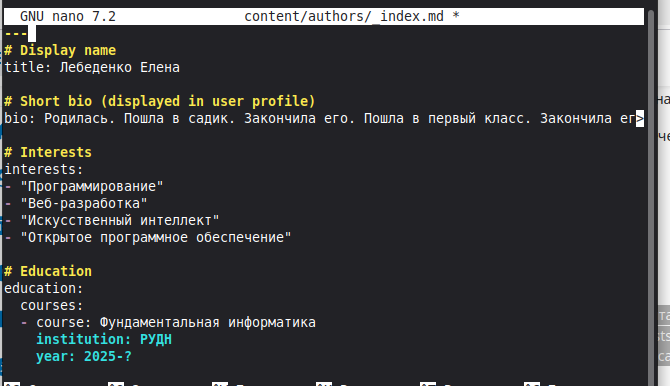 GNU nano 7.2 content/authors/_index.md *
---
# Display name
title: Лебеденко Елена
# Short bio (displayed in user profile)
bio: Родилась. Пошла в садик. Закончила его. Пошла в первый класс. Закончила ег>
# Interests
interests:
- "Программирование"
- "Веб-разработка"
- "Искусственный интеллект"
- "Открытое программное обеспечение"
# Education
education:
courses:
- course: Фундаментальная информатика
institution: РУДН
year: 2025-?